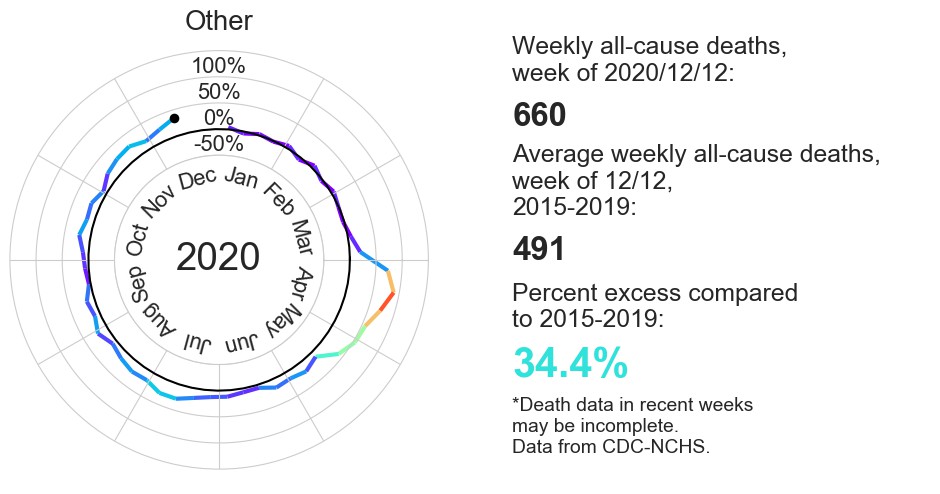 Other
100%
50%
0%
-50%
Jan
Feb
Mar
Apr
May
Jun
Jul
Aug
Sep
Oct
Nov
Dec
2020
Weekly all-cause deaths,
week of 2020/12/12:
660
Average weekly all-cause deaths,
week of 12/12,
2015-2019:
491
Percent excess compared
to 2015-2019:
34.4%
*Death data in recent weeks
may be incomplete.
Data from CDC-NCHS.